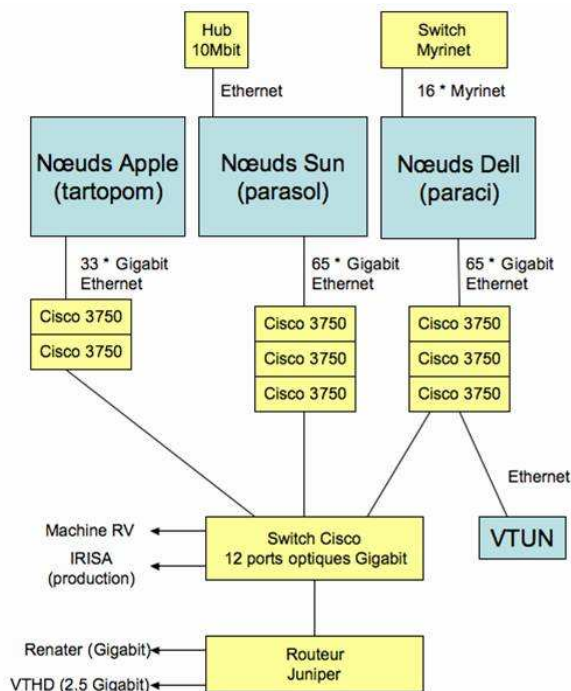 Hub
10Mbit
Switch
Myrinet
Ethernet
16 * Myrinet
Nœuds Apple
(tartopom)
Nœuds Sun
(parasol)
Nœuds Dell
(paraci)
33 * Gigabit
Ethernet
65 * Gigabit
Ethernet
65 * Gigabit
Ethernet
Cisco 3750
Cisco 3750
Cisco 3750
Cisco 3750
Cisco 3750
Cisco 3750
Cisco 3750
Cisco 3750
Ethernet
VTUN
Machine RV
IRISA
(production)
Switch Cisco
12 ports optiques Gigabit
Renater (Gigabit)
VTHD (2.5 Gigabit)
Routeur
Juniper